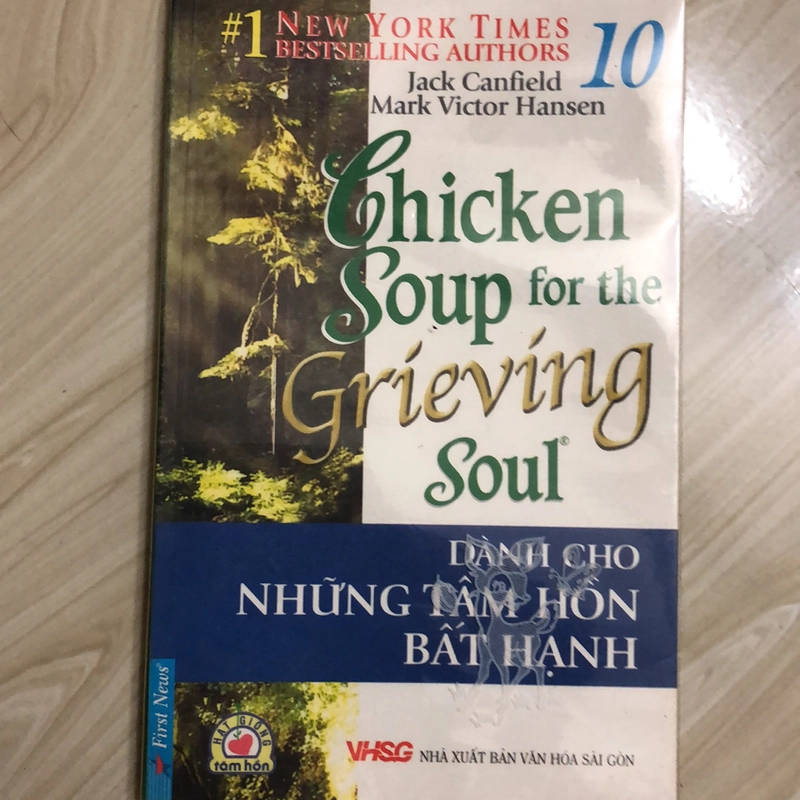 #1 NEW YORK TIMES
BESTSELLING AUTHORS
10
Jack Canfield
Mark Victor Hansen
Chicken
Soup for the
Grieving
Soul®
DÀNH CHO
NHỮNG TÂM HỒN
BẤT HẠNH
First News®
HẠT GIỐNG
tâm hồn
VHSG NHÀ XUẤT BẢN VĂN HÓA SÀI GÒN